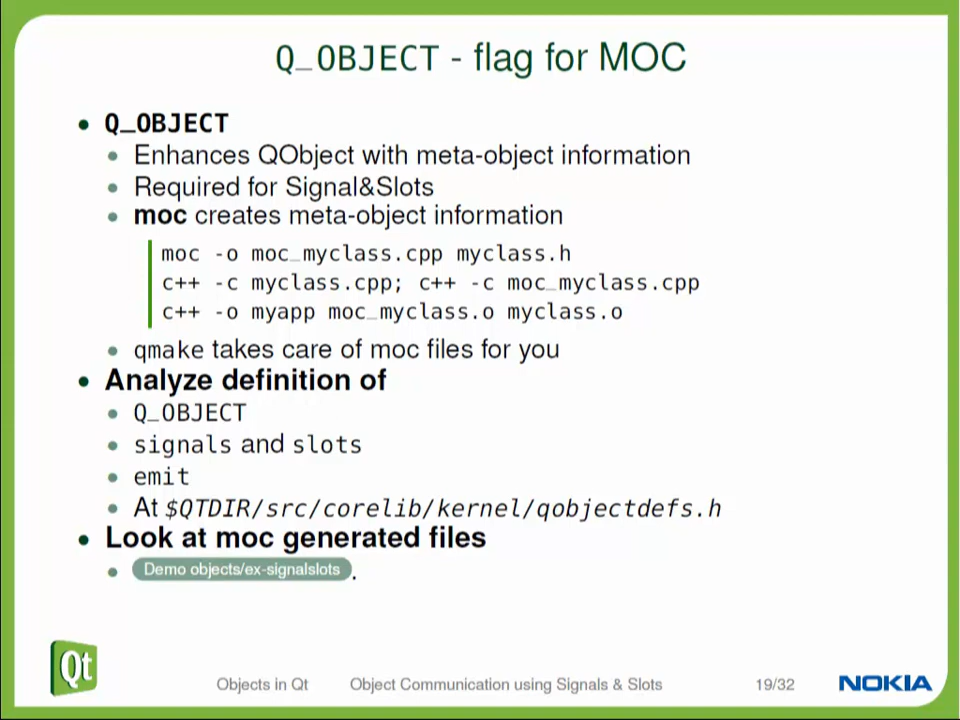 Q_OBJECT - flag for MOC
• Q_OBJECT
• Enhances QObject with meta-object information
• Required for Signal&Slots
• moc creates meta-object information
moc -o moc_myclass.cpp myclass.h
c++ -c myclass.cpp; c++ -c moc_myclass.cpp
c++ -o myapp moc_myclass.o myclass.o
• qmake takes care of moc files for you
• Analyze definition of
• Q_OBJECT
• signals and slots
• emit
• At $QTDIR/src/corelib/kernel/qobjectdefs.h
• Look at moc generated files
• Demo objects/ex-signalslots.
Qt
Objects in Qt Object Communication using Signals & Slots 19/32 NOKIA